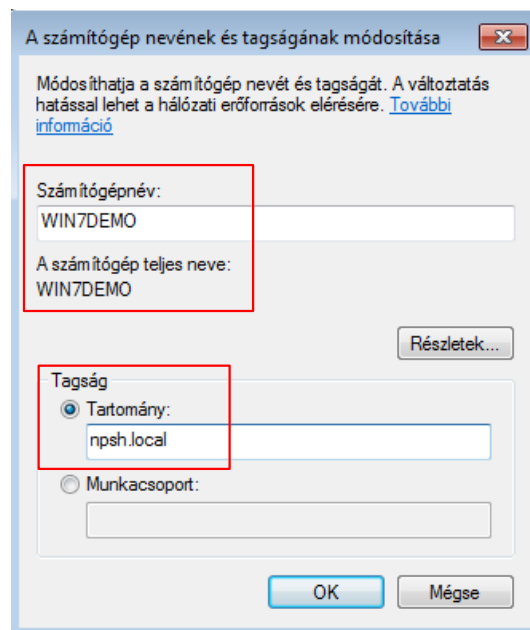 A számítógép nevének és tagságának módosítása
Módosíthatja a számítógép nevét és tagságát. A változtatás
hatással lehet a hálózati erőforrások elérésére. További
információ
Számítógépnév:
WIN7DEMO
A számítógép teljes neve:
WIN7DEMO
Részletek...
Tagság
Tartomány:
npsh.local
Munkacsoport:
OK
Mégse